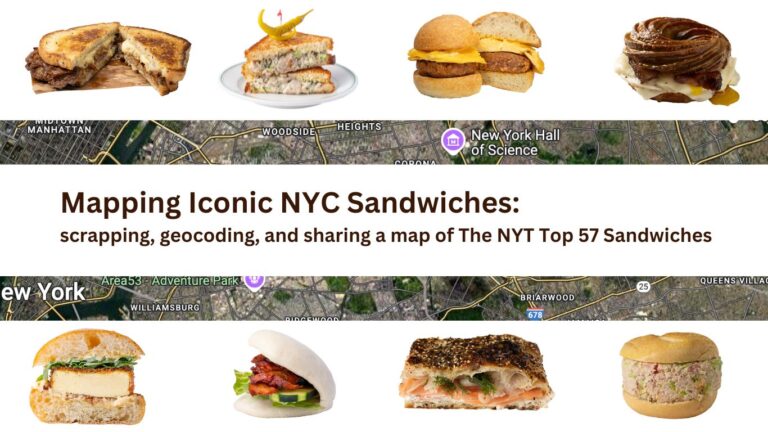 MIDTOWN
MANHATTAN
WOODSIDE
HEIGHTS
CORONA
New York Hall
of Science
Mapping Iconic NYC Sandwiches:
scrapping, geocoding, and sharing a map of The NYT Top 57 Sandwiches
Area53 - Adventure Park
ew York
WILLIAMSBURG
RIDGEWOOD
BRIARWOOD
678
25
QUEENS VILLAG